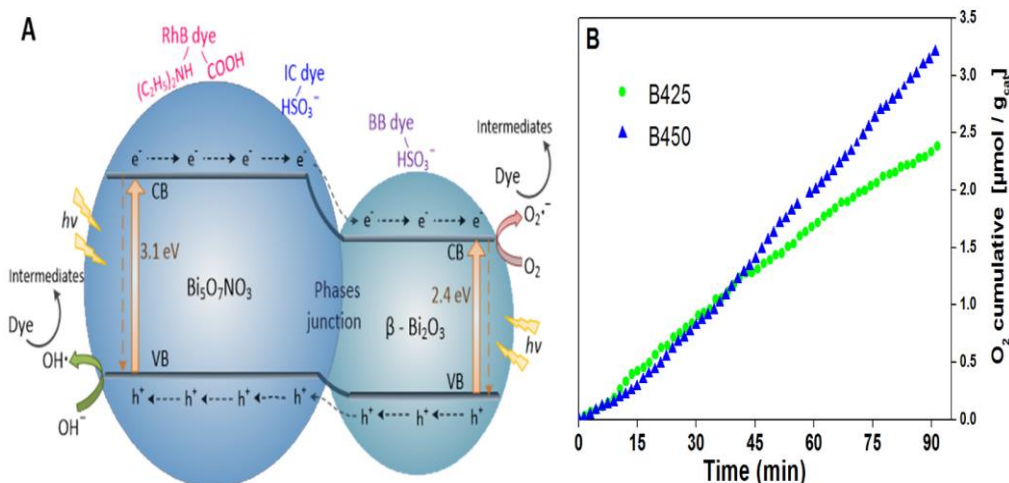 A
RhB dye
(C₂H₅)₂NH
COOH
IC dye
HSO₃⁻
BB dye
HSO₃⁻
Intermediates
Dye
O₂·⁻
O₂
e⁻ e⁻ e⁻ e⁻
CB
e⁻ e⁻ e⁻
CB
hν
3.1 eV
Intermediates
Dye
Bi₅O₇NO₃
Phases
junction
2.4 eV
β - Bi₂O₃
hν
OH·
OH⁻
VB
h⁺ h⁺ h⁺ h⁺
VB
h⁺ h⁺ h⁺
B
B425
B450
3.5
3.0
2.5
2.0
1.5
1.0
0.5
0.0
O₂ cumulative [µmol / g_cat]
0 15 30 45 60 75 90
Time (min)